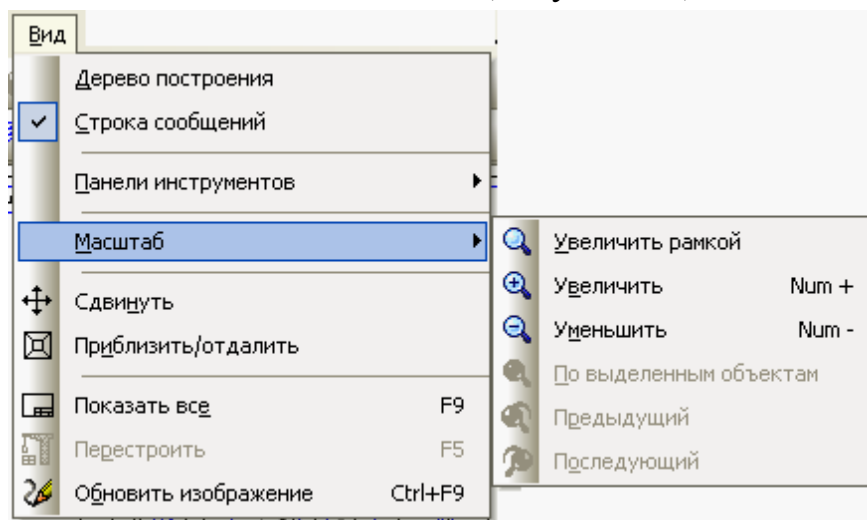 Вид
Дерево построения
Строка сообщений
Панели инструментов
Масштаб
Сдвинуть
Приблизить/отдалить
Показать все F9
Перестроить F5
Обновить изображение Ctrl+F9
Увеличить рамкой
Увеличить Num +
Уменьшить Num -
По выделенным объектам
Предыдущий
Последующий